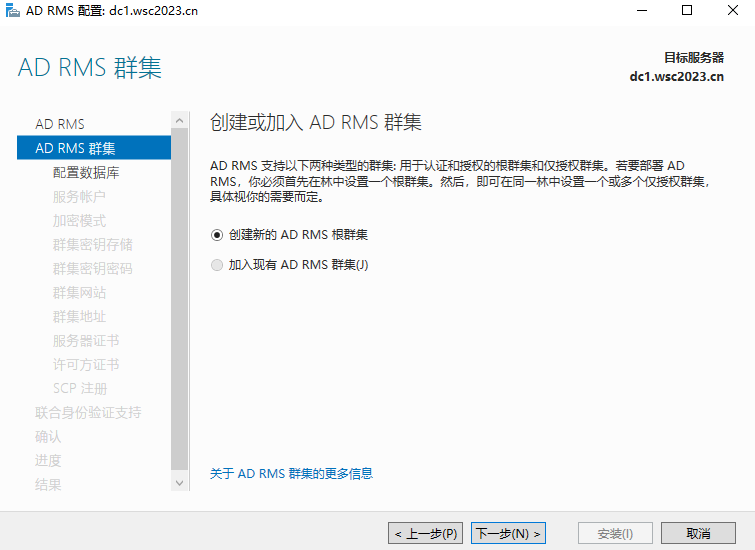 AD RMS 配置: dc1.wsc2023.cn
AD RMS 群集
目标服务器
dc1.wsc2023.cn
AD RMS
AD RMS 群集
配置数据库
服务帐户
加密模式
群集密钥存储
群集密钥密码
群集网站
群集地址
服务器证书
许可方证书
SCP 注册
联合身份验证支持
确认
进度
结果
创建或加入 AD RMS 群集
AD RMS 支持以下两种类型的群集: 用于认证和授权的根群集和仅授权群集。若要部署 AD
RMS，你必须首先在林中设置一个根群集。然后，即可在同一林中设置一个或多个仅授权群集，
具体视你的需要而定。
创建新的 AD RMS 根群集
加入现有 AD RMS 群集(J)
关于 AD RMS 群集的更多信息
< 上一步(P)
下一步(N) >
安装(I)
取消